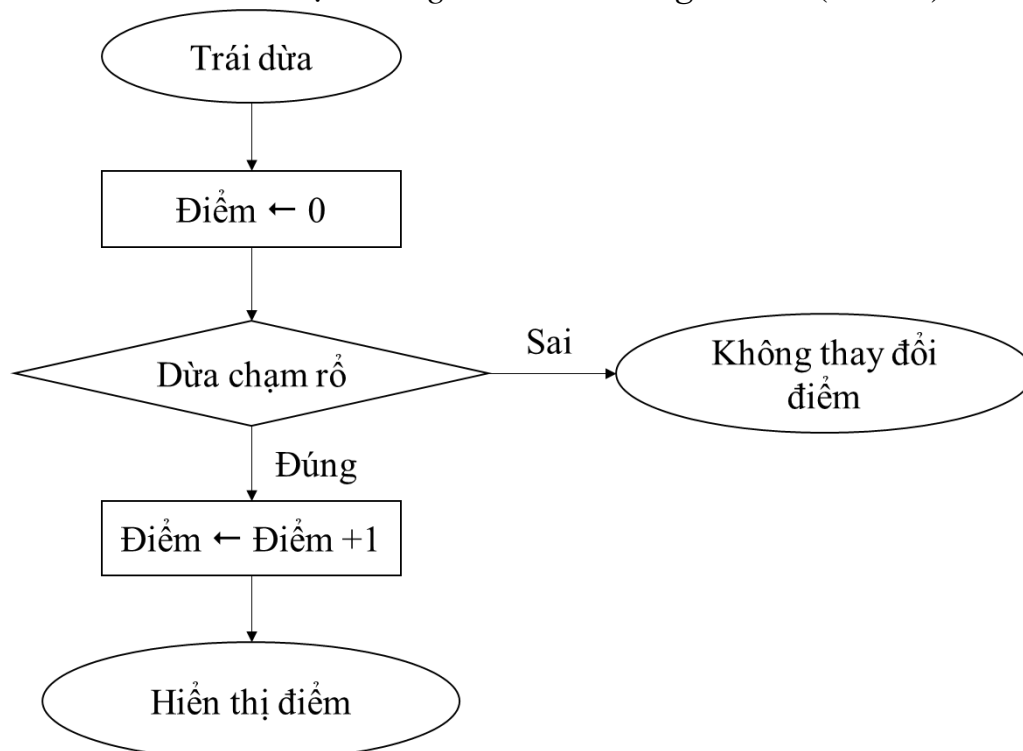 Trái dừa
Điểm ← 0
Dừa chạm rổ
Sai
Không thay đổi
điểm
Đúng
Điểm ← Điểm +1
Hiển thị điểm